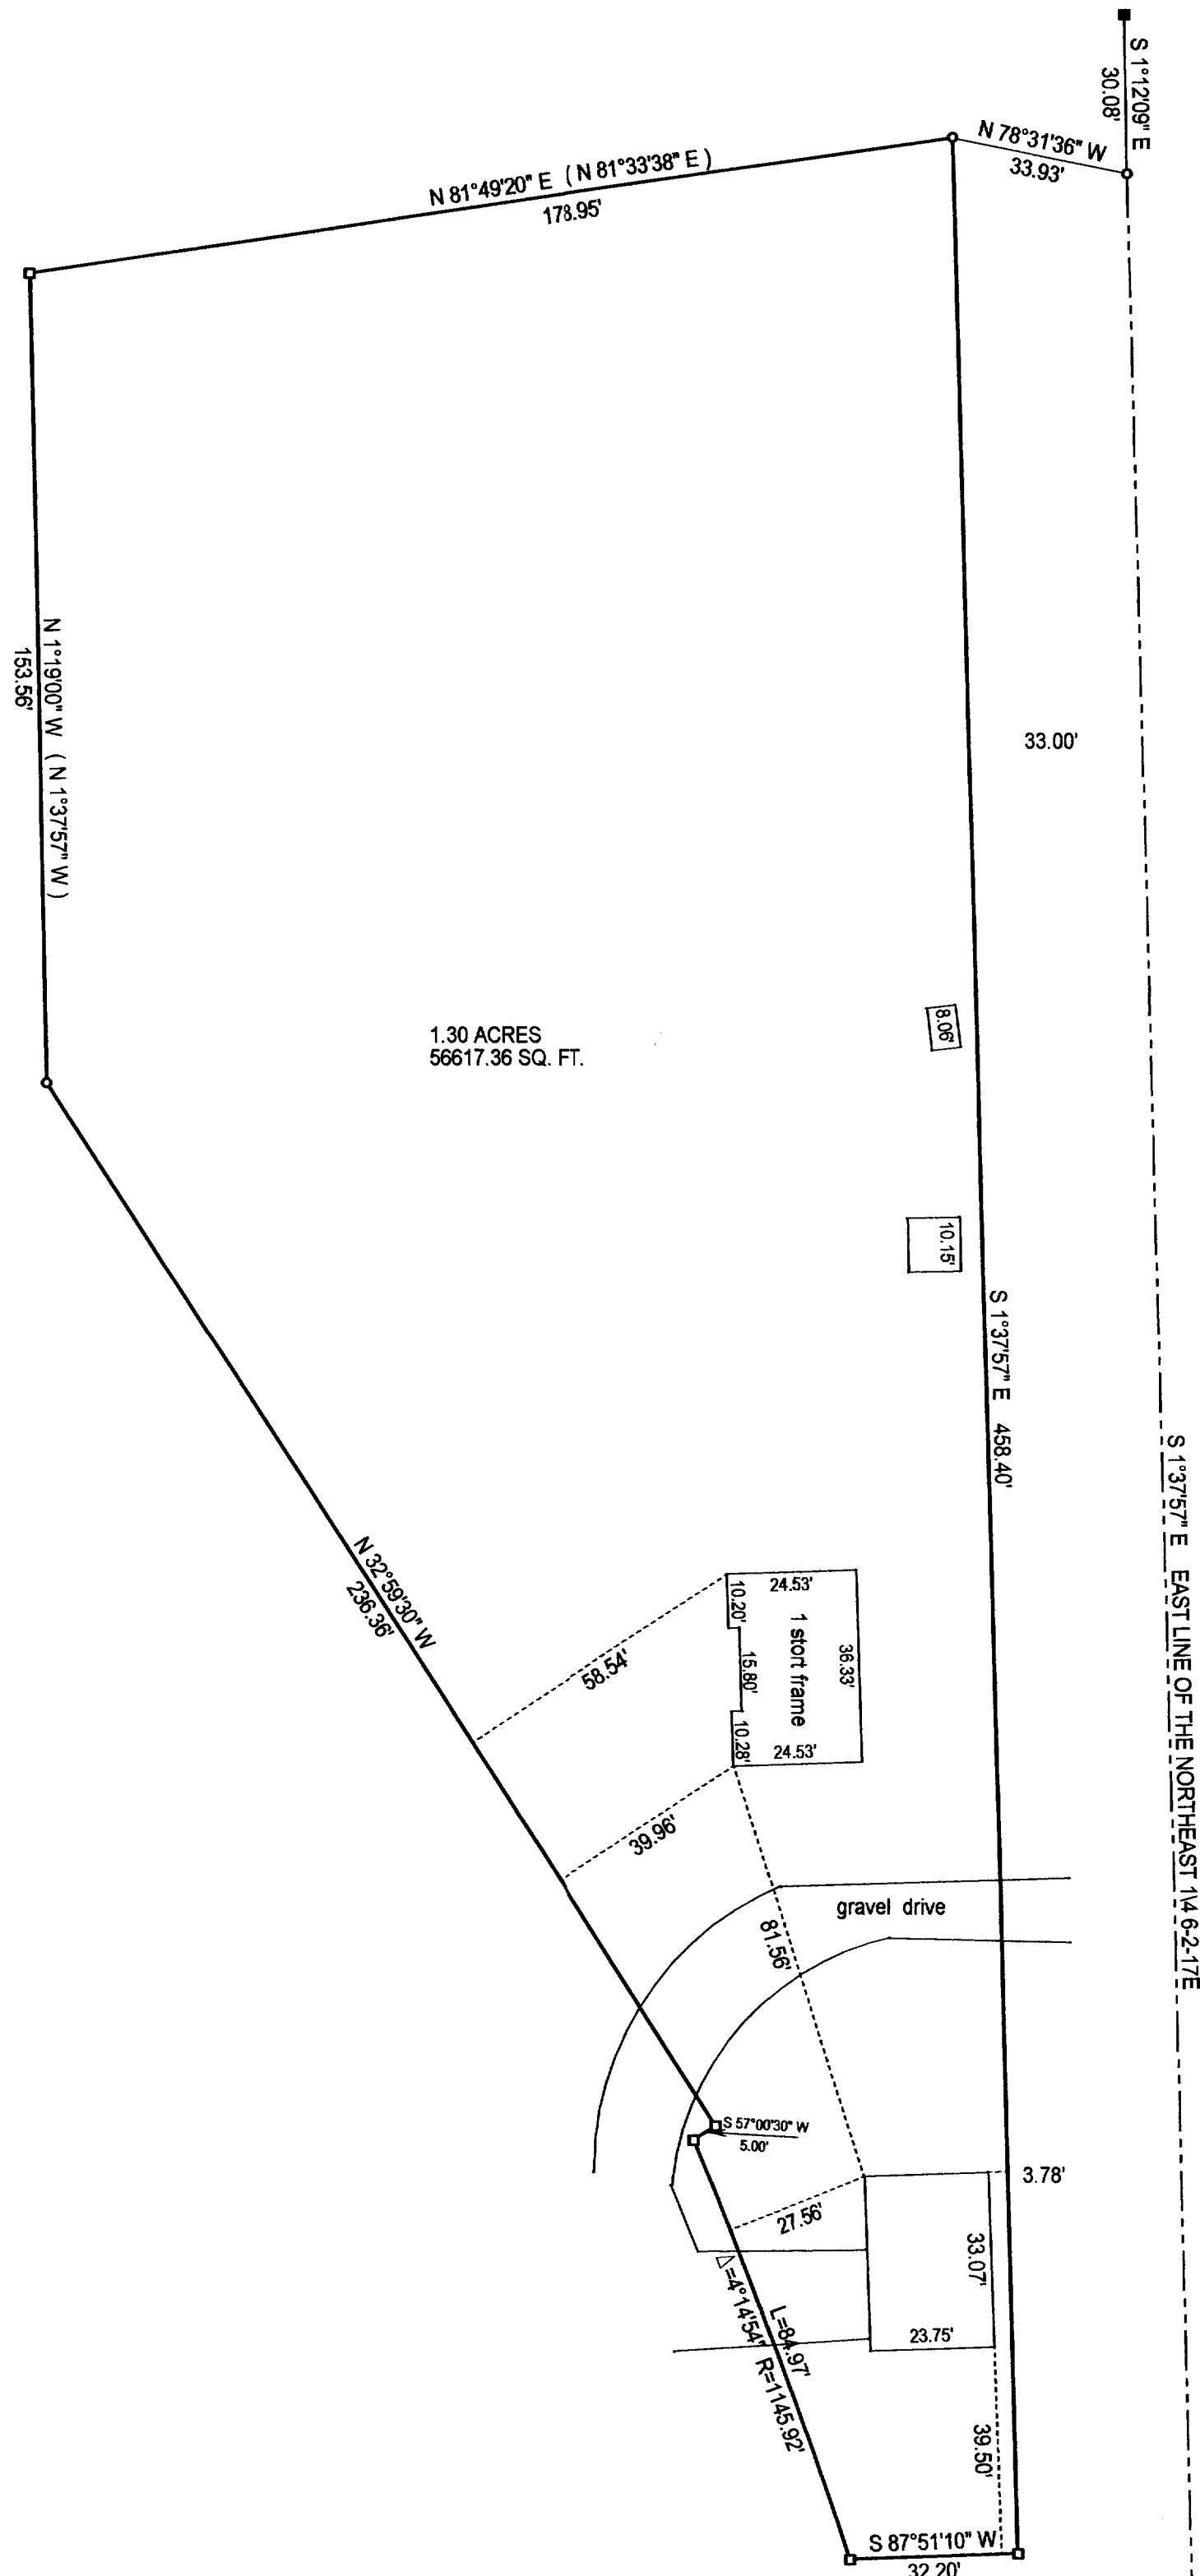 S 1°12'09" E
30.08'
N 78°31'36" W
33.93'
N 81°49'20" E ( N 81°33'38" E )
178.95'
N 1°19'00" W ( N 1°37'57" W )
153.56'
33.00'
1.30 ACRES
56617.36 SQ. FT.
8.06'
10.15'
S 1°37'57" E 458.40'
S 1°37'57" E EAST LINE OF THE NORTHEAST 1\4 6-2-17E
N 32°59'30" W
236.36'
24.53'
10.20'
1 stort frame
36.33'
15.80'
10.28'
24.53'
58.54'
39.96'
gravel drive
81.56'
S 57°00'30" W
5.00'
3.78'
27.56'
33.07'
23.75'
L=84.97'
Δ=4°14'54" R=1145.92'
39.50'
S 87°51'10" W
32.20'